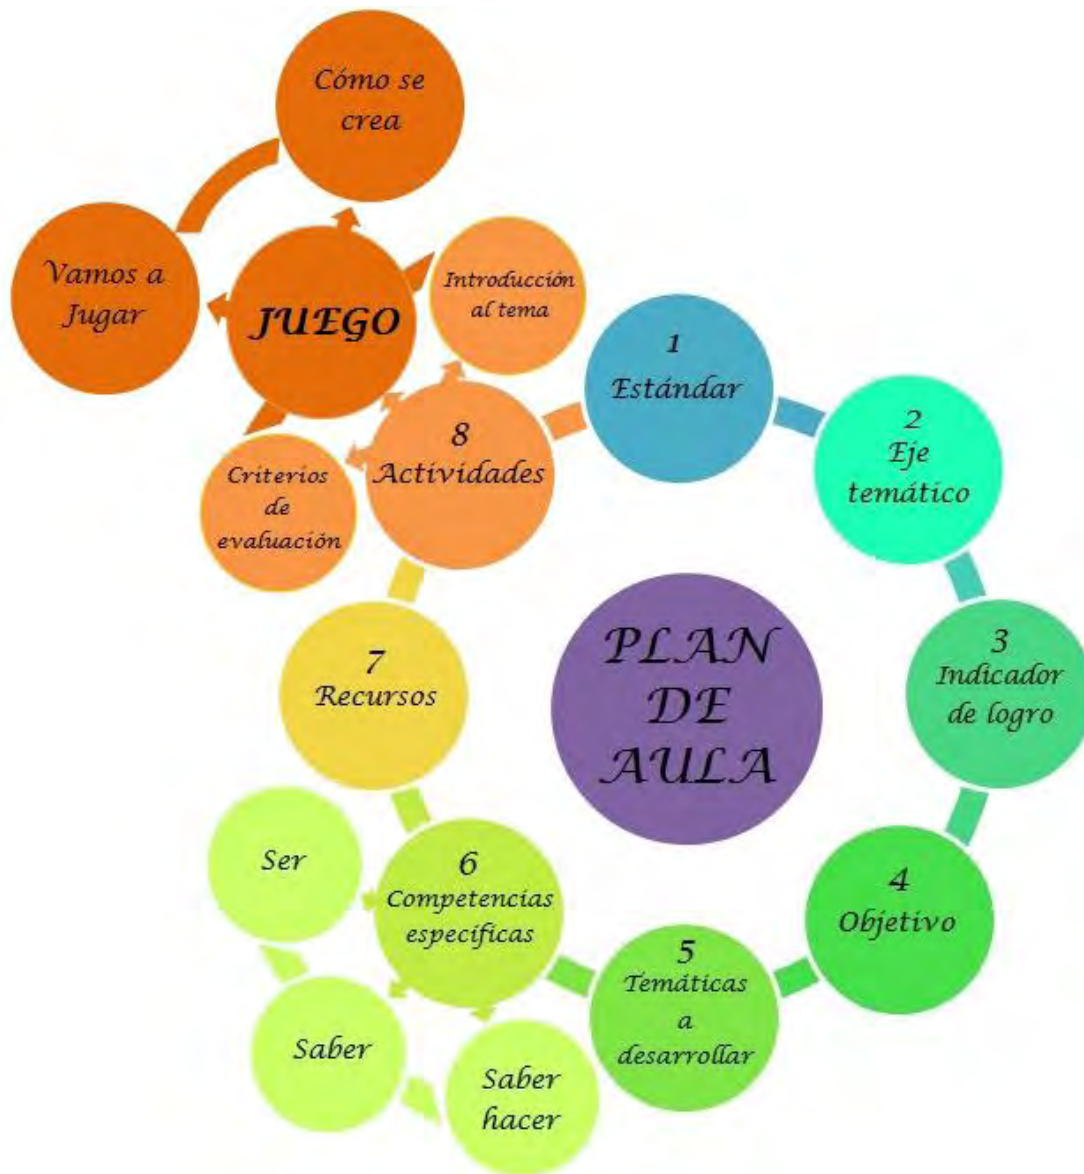 Cómo se
crea
Vamos a
Jugar
JUEGO
Introducción
al tema
Criterios
de
evaluación
1
Estándar
2
Eje
temático
3
Indicador
de logro
4
Objetivo
5
Temáticas
a
desarrollar
6
Competencias
específicas
Ser
Saber
Saber
hacer
7
Recursos
8
Actividades
PLAN
DE
AULA